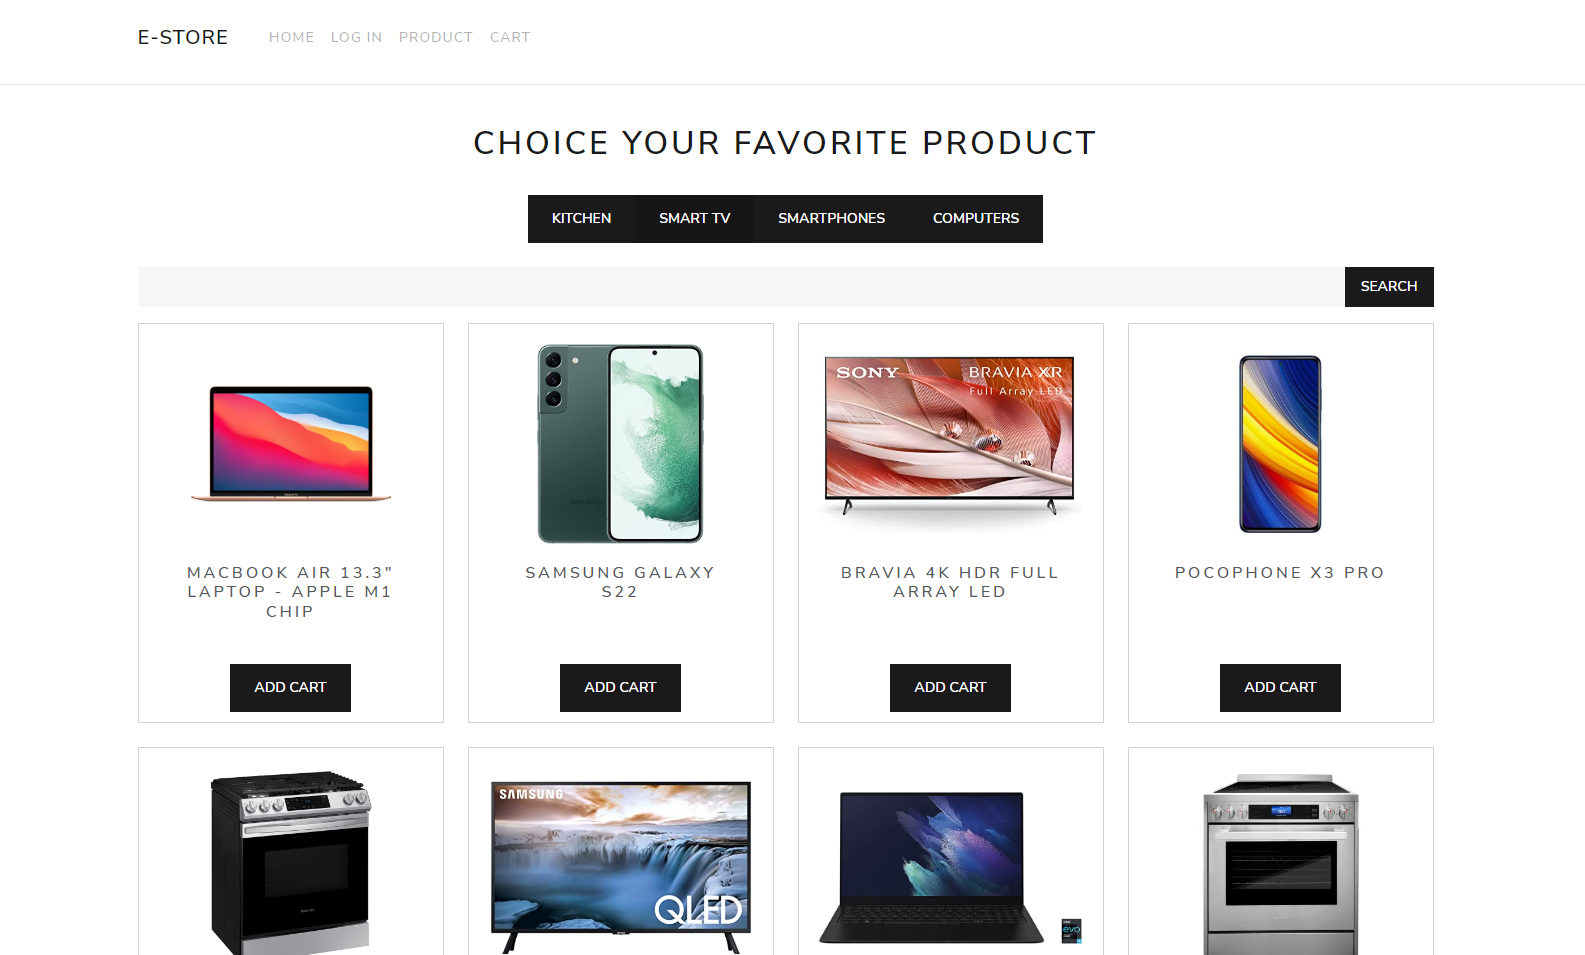 E-STORE HOME LOG IN PRODUCT CART
CHOICE YOUR FAVORITE PRODUCT
KITCHEN SMART TV SMARTPHONES COMPUTERS
SEARCH
SONY BRAVIA XR
Full Array LED
MACBOOK AIR 13.3"
LAPTOP - APPLE M1
CHIP
SAMSUNG GALAXY
S22
BRAVIA 4K HDR FULL
ARRAY LED
POCOPHONE X3 PRO
ADD CART ADD CART ADD CART ADD CART
SAMSUNG
QLED
evo